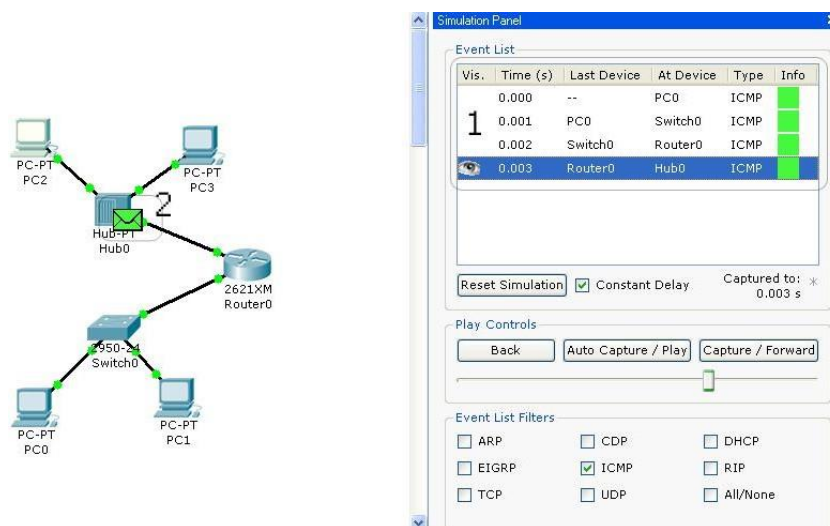 PC-PT
PC2
PC-PT
PC3
2
Hub-PT
Hub0
2621XM
Router0
2950-24
Switch0
PC-PT
PC0
PC-PT
PC1
Simulation Panel
Event List
Vis. Time (s) Last Device At Device Type Info
0.000 -- PC0 ICMP
1
0.001 PC0 Switch0 ICMP
0.002 Switch0 Router0 ICMP
0.003 Router0 Hub0 ICMP
Reset Simulation Constant Delay Captured to: *
0.003 s
Play Controls
Back Auto Capture / Play Capture / Forward
Event List Filters
ARP CDP DHCP
EIGRP ICMP RIP
TCP UDP All/None